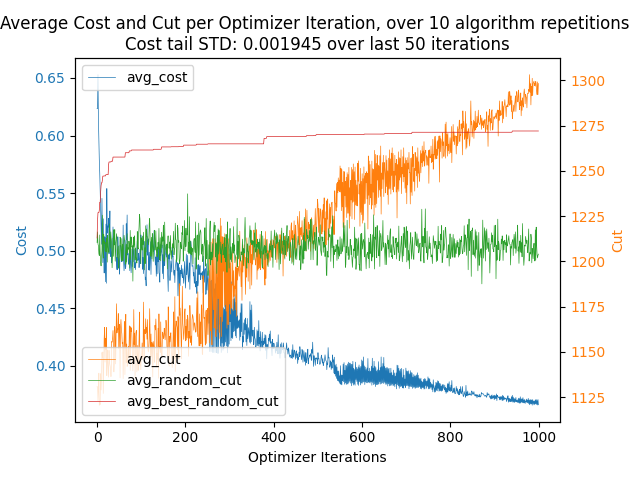 Average Cost and Cut per Optimizer Iteration, over 10 algorithm repetitions
Cost tail STD: 0.001945 over last 50 iterations
avg_cost
0.65
0.60
0.55
0.50
0.45
0.40
Cost
1300
1275
1250
1225
1200
1175
1150
1125
Cut
avg_cut
avg_random_cut
avg_best_random_cut
0
200
400
600
800
1000
Optimizer Iterations